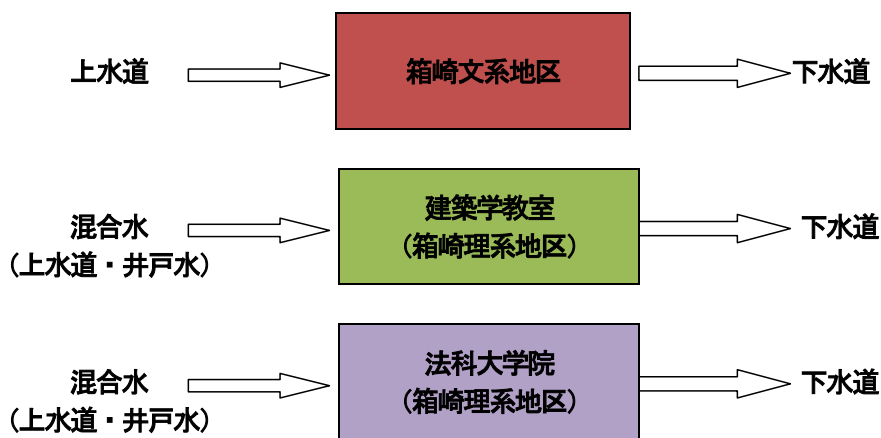 上水道
箱崎文系地区
下水道
混合水
（上水道・井戸水）
建築学教室
（箱崎理系地区）
下水道
混合水
（上水道・井戸水）
法科大学院
（箱崎理系地区）
下水道